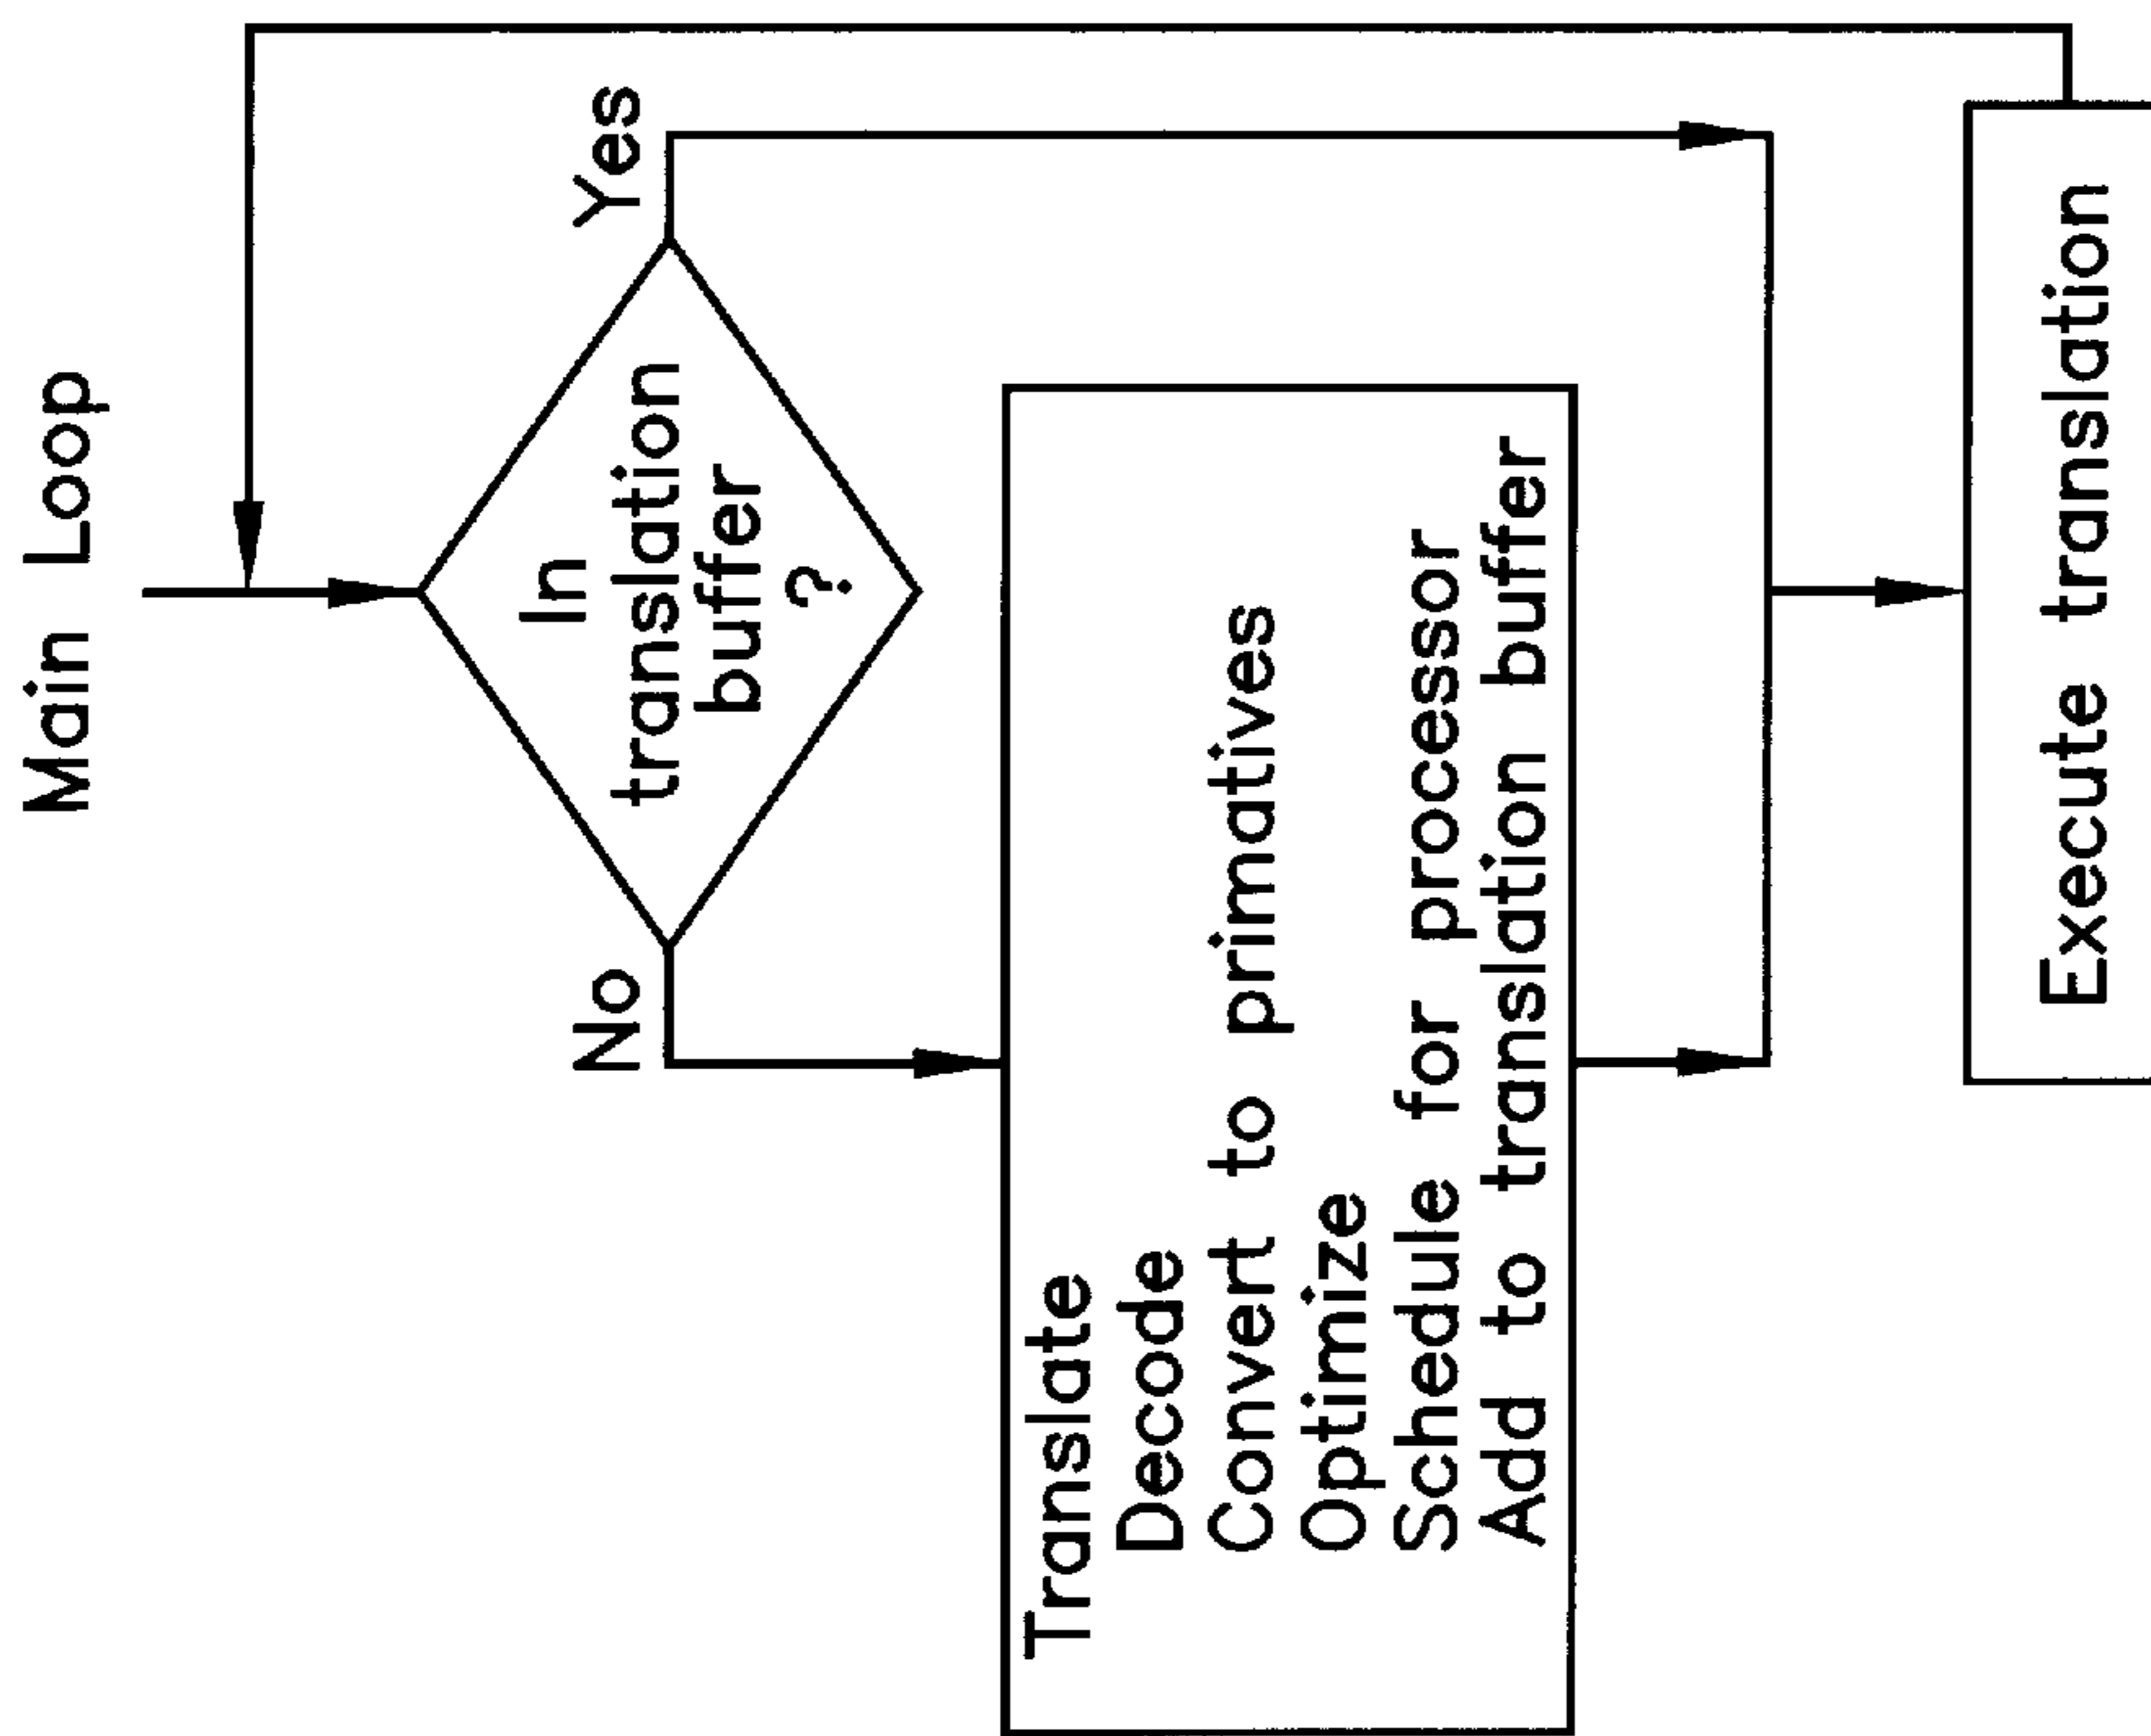 Main Loop
In
translation
buffer
?
Yes
No
Translate
Decode
Convert to primatives
Optimize
Schedule for processor
Add to translation buffer
Execute translation